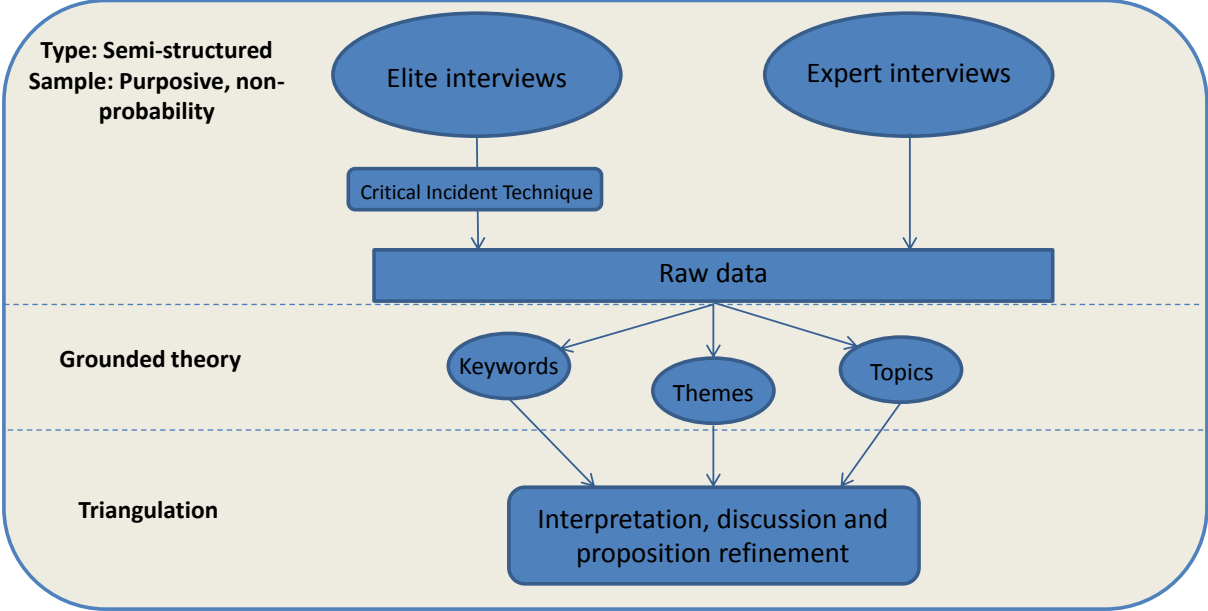 Type: Semi-structured
Sample: Purposive, non-
probability
Elite interviews
Expert interviews
Critical Incident Technique
Raw data
Grounded theory
Keywords
Themes
Topics
Triangulation
Interpretation, discussion and
proposition refinement